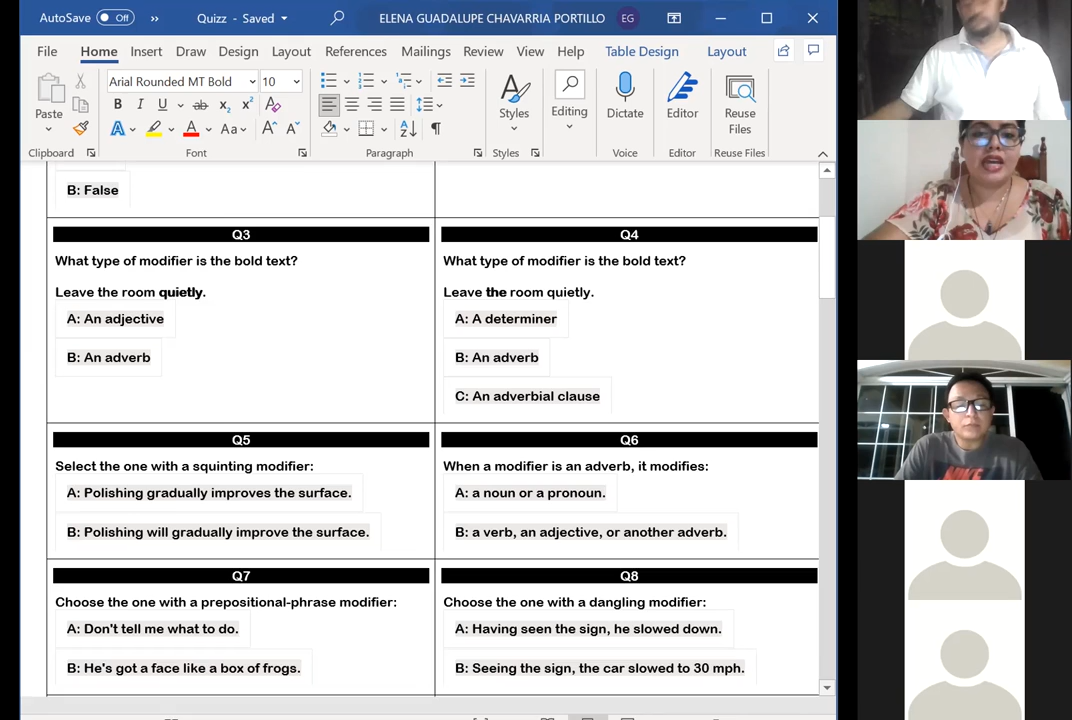 AutoSave Off » Quizz - Saved ELENA GUADALUPE CHAVARRIA PORTILLO EG
File Home Insert Draw Design Layout References Mailings Review View Help Table Design Layout
Arial Rounded MT Bold 10
Paste B I U ab x₂ x² Styles Editing Dictate Editor Reuse Files
A A Aa A A
Clipboard Font Paragraph Styles Voice Editor Reuse Files
B: False
Q3
What type of modifier is the bold text?
Leave the room quietly.
A: An adjective
B: An adverb
Q4
What type of modifier is the bold text?
Leave the room quietly.
A: A determiner
B: An adverb
C: An adverbial clause
Q5
Select the one with a squinting modifier:
A: Polishing gradually improves the surface.
B: Polishing will gradually improve the surface.
Q6
When a modifier is an adverb, it modifies:
A: a noun or a pronoun.
B: a verb, an adjective, or another adverb.
Q7
Choose the one with a prepositional-phrase modifier:
A: Don't tell me what to do.
B: He's got a face like a box of frogs.
Q8
Choose the one with a dangling modifier:
A: Having seen the sign, he slowed down.
B: Seeing the sign, the car slowed to 30 mph.
NIKE